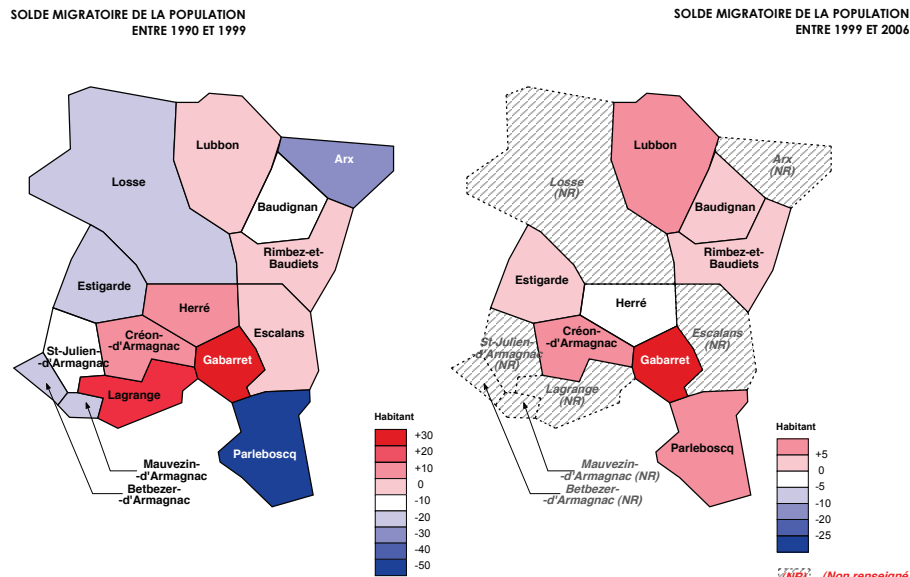 SOLDE MIGRATOIRE DE LA POPULATION
ENTRE 1990 ET 1999
Lubbon
Arx
Losse
Baudignan
Rimbez-et-
Baudiets
Estigarde
Herré
Escalans
Créon-
-d'Armagnac
St-Julien-
-d'Armagnac
Gabarret
Lagrange
Parleboscq
Mauvezin-
-d'Armagnac
Betbezer-
-d'Armagnac
Habitant
+30
+20
+10
0
-10
-20
-30
-40
-50
SOLDE MIGRATOIRE DE LA POPULATION
ENTRE 1999 ET 2006
Lubbon
Arx
(NR)
Losse
(NR)
Baudignan
Rimbez-et-
Baudiets
Estigarde
Herré
Escalans
(NR)
Créon-
-d'Armagnac
St-Julien-
-d'Armagnac
(NR)
Gabarret
Lagrange
(NR)
Parleboscq
Mauvezin-
-d'Armagnac (NR)
Betbezer-
-d'Armagnac (NR)
Habitant
+5
0
-5
-10
-20
-25
(NR) (Non renseigné